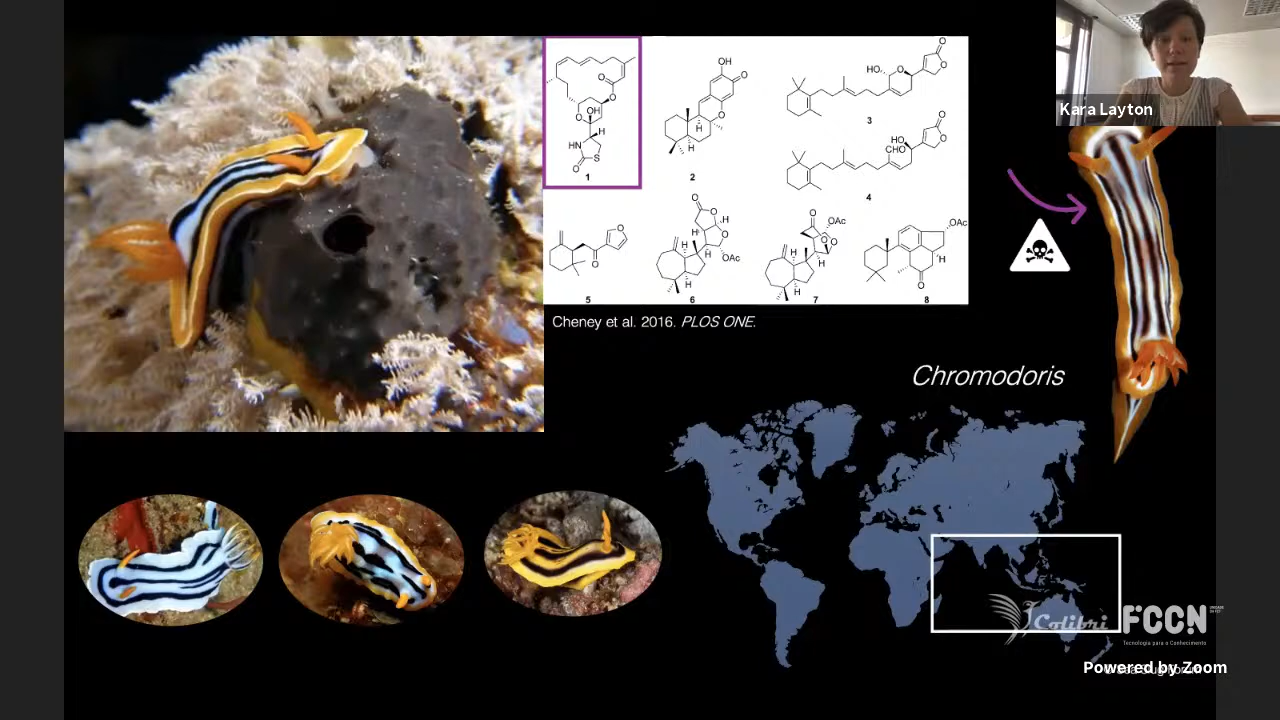 Kara Layton
OH
O
O
O
OH
O
H
HN
S
O
1
OH
O
O
H
H
2
HO
O
O
O
3
HO
CHO
O
O
4
O
O
5
O
O
H
O
H
H
OAc
6
O
OAc
O
O
H
H
H
7
OAc
H
H
O
8
Cheney et al. 2016. PLOS ONE.
Chromodoris
Colibri
FCCN
Tecnologia para o Conhecimento
Powered by Zoom